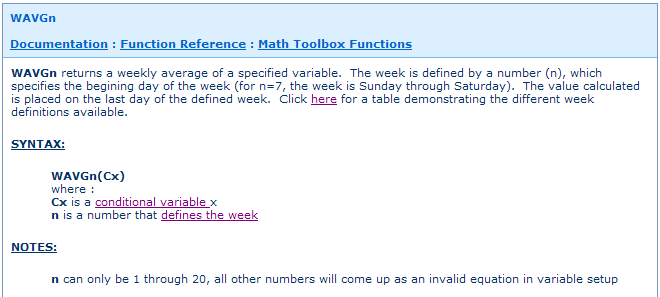 WAVGn
Documentation : Function Reference : Math Toolbox Functions
WAVGn returns a weekly average of a specified variable.  The week is defined by a number (n), which
specifies the begining day of the week (for n=7, the week is Sunday through Saturday).  The value calculated
is placed on the last day of the defined week.  Click here for a table demonstrating the different week
definitions available.
SYNTAX:
WAVGn(Cx)
where :
Cx is a conditional variable x
n is a number that defines the week
NOTES:
n can only be 1 through 20, all other numbers will come up as an invalid equation in variable setup